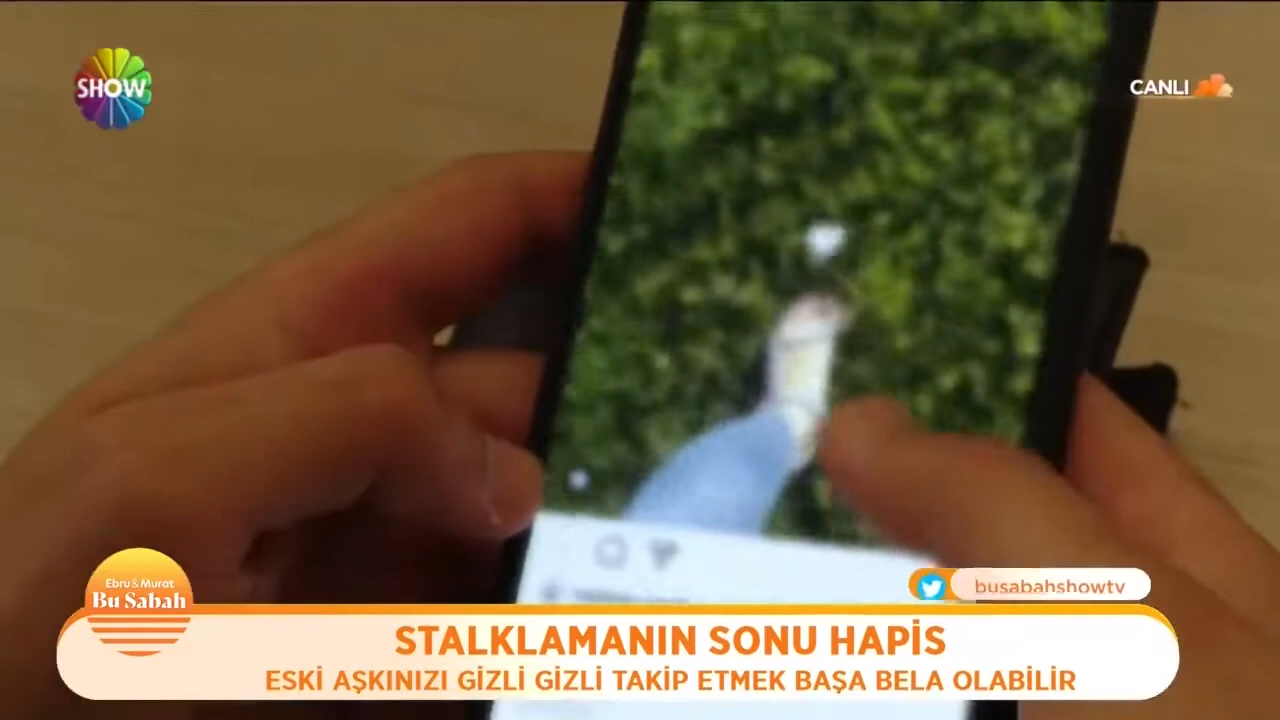 SHOW
CANLI
Ebru & Murat
Bu Sabah
busabahshowtv
STALKLAMANIN SONU HAPİS
ESKİ AŞKINIZI GİZLİ GİZLİ TAKİP ETMEK BAŞA BELA OLABİLİR